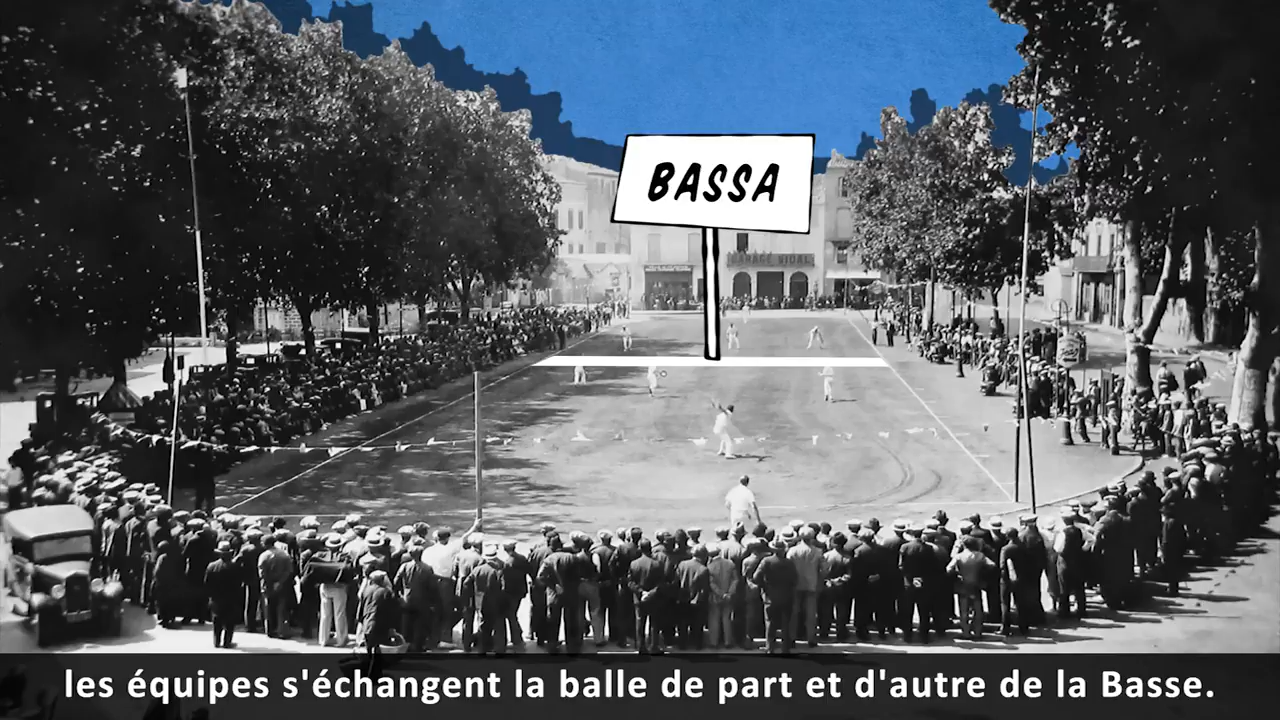 BASSA
GARAGE VIDAL
les équipes s'échangent la balle de part et d'autre de la Basse.